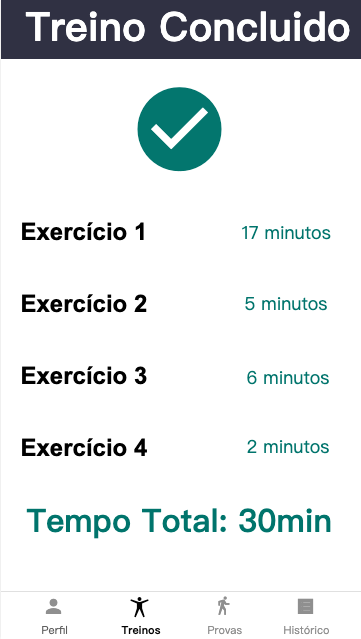 Treino Concluido
Exercício 1 17 minutos
Exercício 2 5 minutos
Exercício 3 6 minutos
Exercício 4 2 minutos
Tempo Total: 30min
Perfil Treinos Provas Histórico